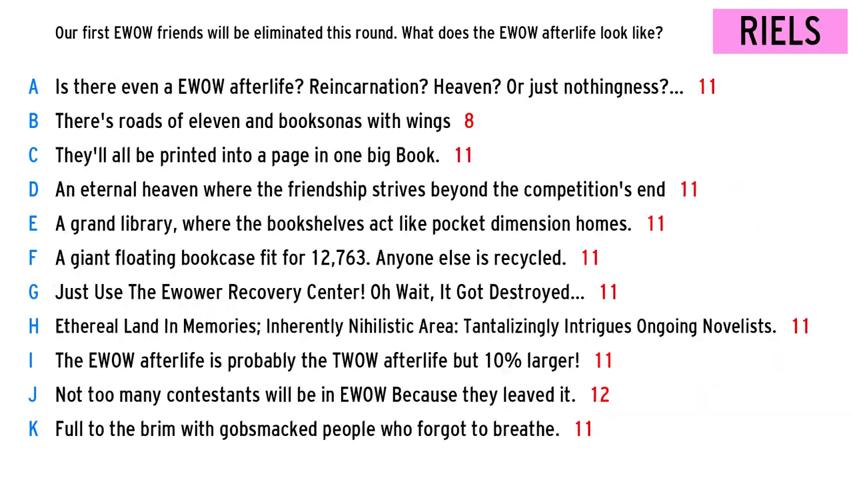 Our first EWOW friends will be eliminated this round. What does the EWOW afterlife look like?
RIELS
A Is there even a EWOW afterlife? Reincarnation? Heaven? Or just nothingness?... 11
B There's roads of eleven and booksonas with wings 8
C They'll all be printed into a page in one big Book. 11
D An eternal heaven where the friendship strives beyond the competition's end 11
E A grand library, where the bookshelves act like pocket dimension homes. 11
F A giant floating bookcase fit for 12,763. Anyone else is recycled. 11
G Just Use The Ewower Recovery Center! Oh Wait, It Got Destroyed... 11
H Ethereal Land In Memories; Inherently Nihilistic Area: Tantalizingly Intrigues Ongoing Novelists. 11
I The EWOW afterlife is probably the TWOW afterlife but 10% larger! 11
J Not too many contestants will be in EWOW Because they leaved it. 12
K Full to the brim with gobsmacked people who forgot to breathe. 11